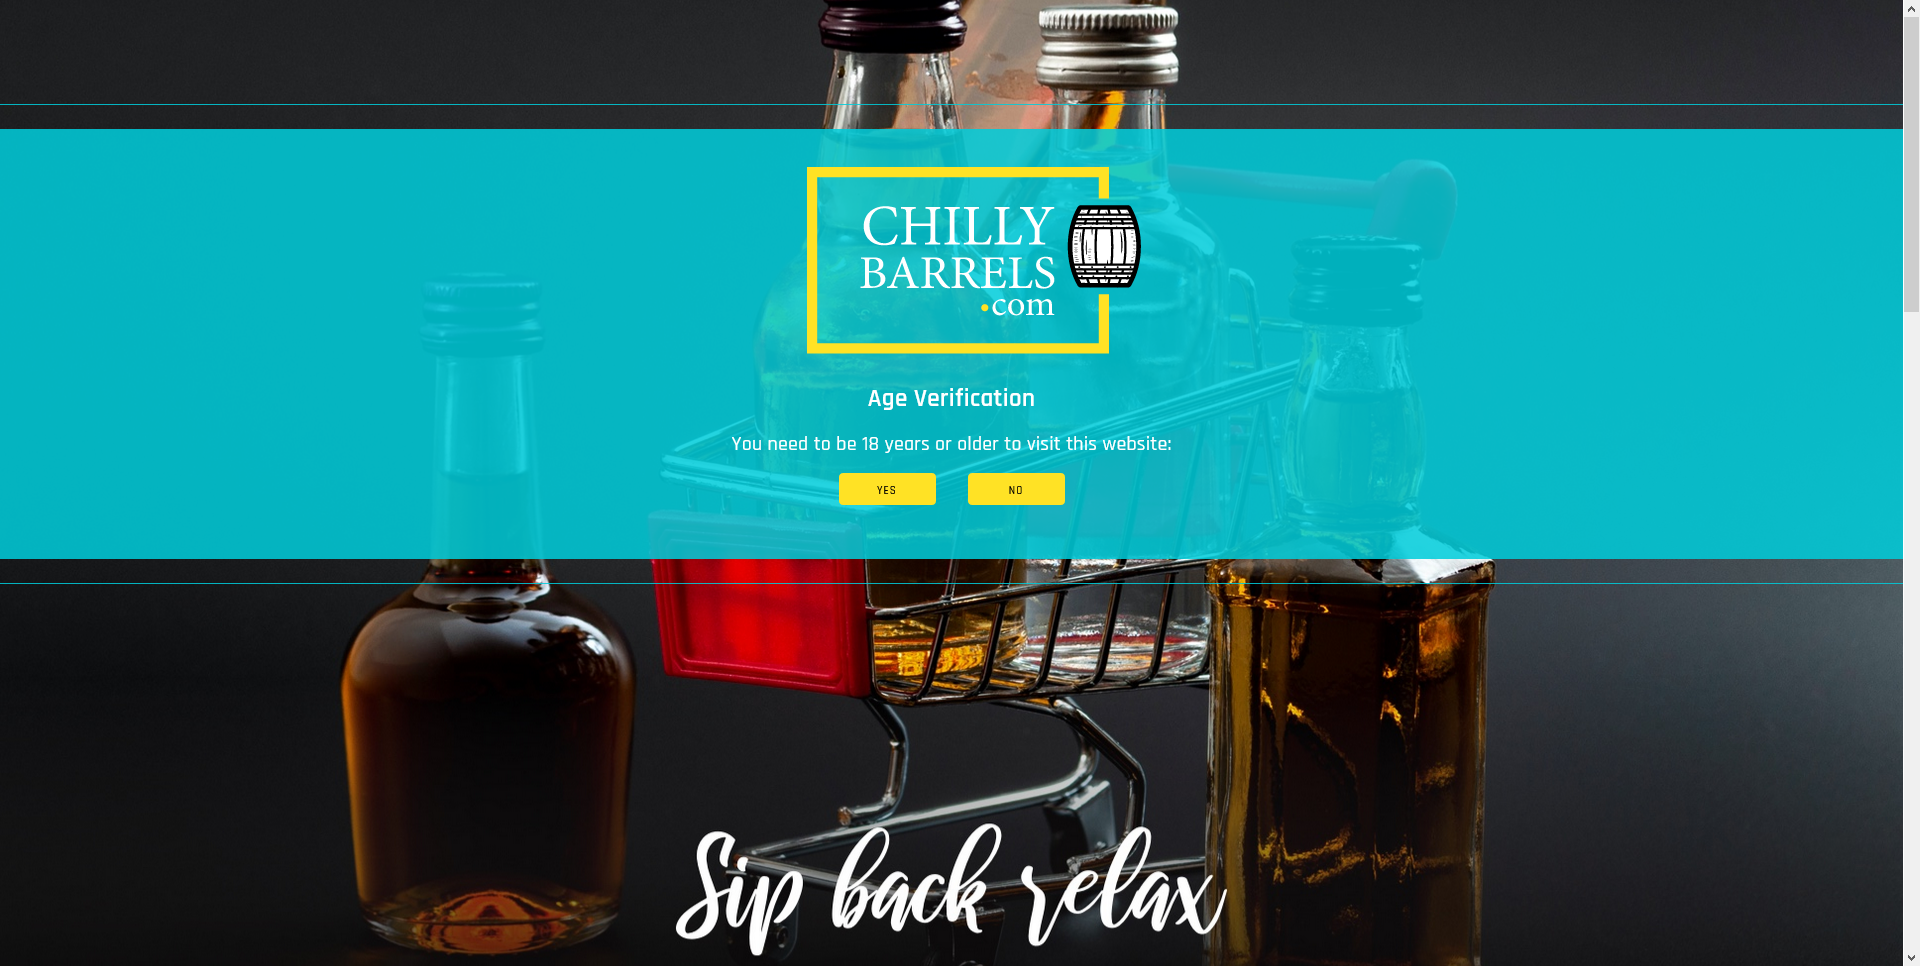 CHILLY
BARRELS
.com
Age Verification
You need to be 18 years or older to visit this website:
YES
NO
Sip back relax